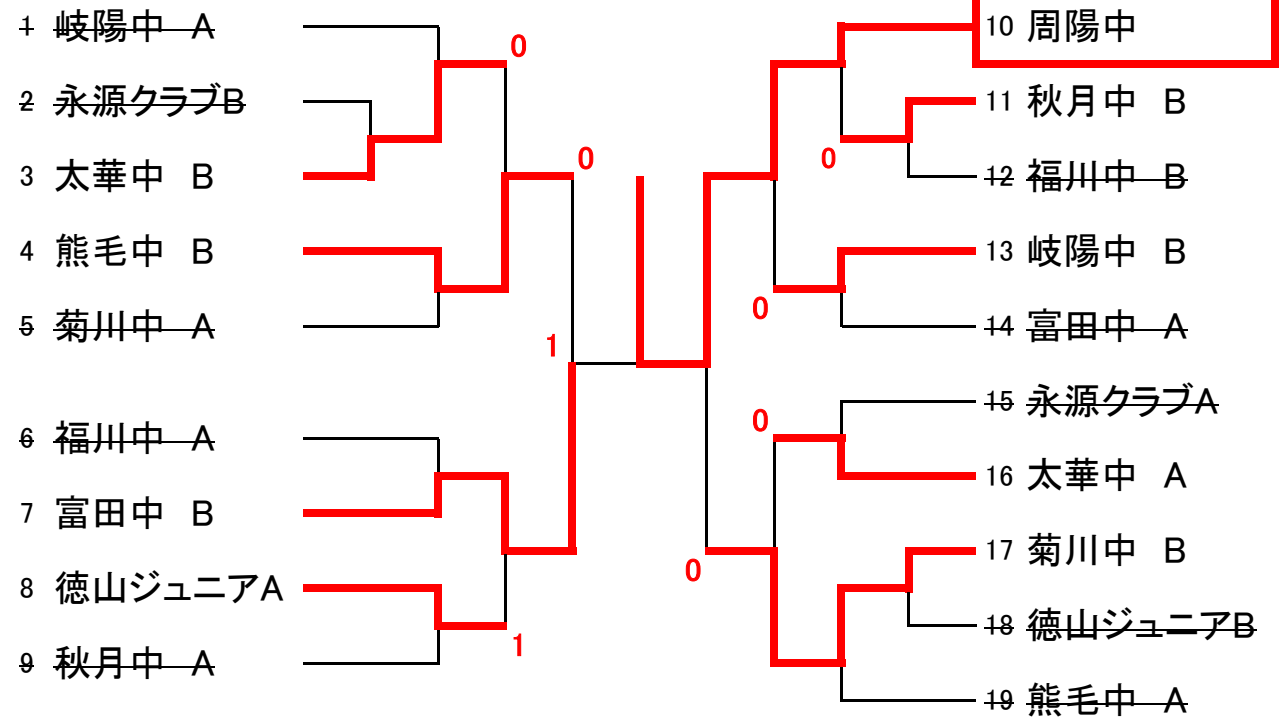 1 岐陽中 A
2 永源クラブB
3 太華中 B
4 熊毛中 B
5 菊川中 A
6 福川中 A
7 富田中 B
8 徳山ジュニアA
9 秋月中 A
0
0
1
1
10 周陽中
11 秋月中 B
12 福川中 B
13 岐陽中 B
14 富田中 A
15 永源クラブA
16 太華中 A
17 菊川中 B
18 徳山ジュニアB
19 熊毛中 A
0
0
0
0